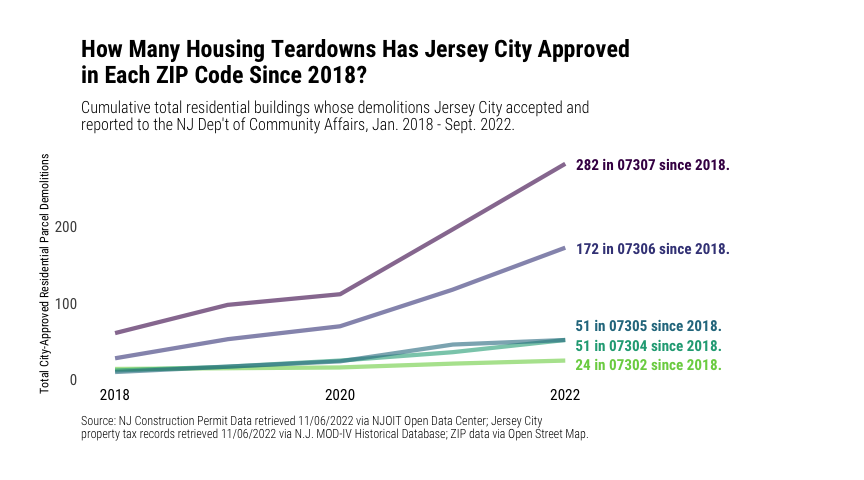 How Many Housing Teardowns Has Jersey City Approved
in Each ZIP Code Since 2018?
Cumulative total residential buildings whose demolitions Jersey City accepted and
reported to the NJ Dep't of Community Affairs, Jan. 2018 - Sept. 2022.
Total City-Approved Residential Parcel Demolitions
200
100
0
282 in 07307 since 2018.
172 in 07306 since 2018.
51 in 07305 since 2018.
51 in 07304 since 2018.
24 in 07302 since 2018.
2018
2020
2022
Source: NJ Construction Permit Data retrieved 11/06/2022 via NJOIT Open Data Center; Jersey City
property tax records retrieved 11/06/2022 via N.J. MOD-IV Historical Database; ZIP data via Open Street Map.